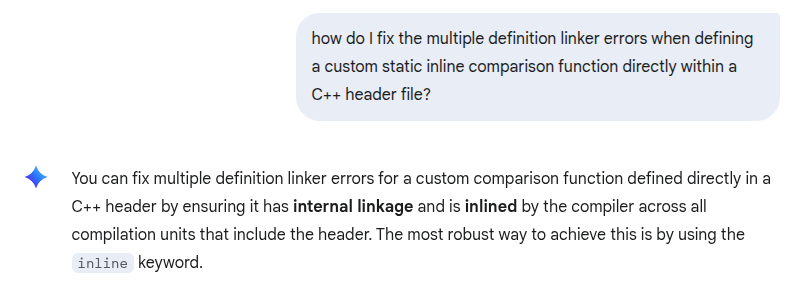 how do I fix the multiple definition linker errors when defining
a custom static inline comparison function directly within a
C++ header file?
You can fix multiple definition linker errors for a custom comparison function defined directly in a
C++ header by ensuring it has internal linkage and is inlined by the compiler across all
compilation units that include the header. The most robust way to achieve this is by using the
inline keyword.